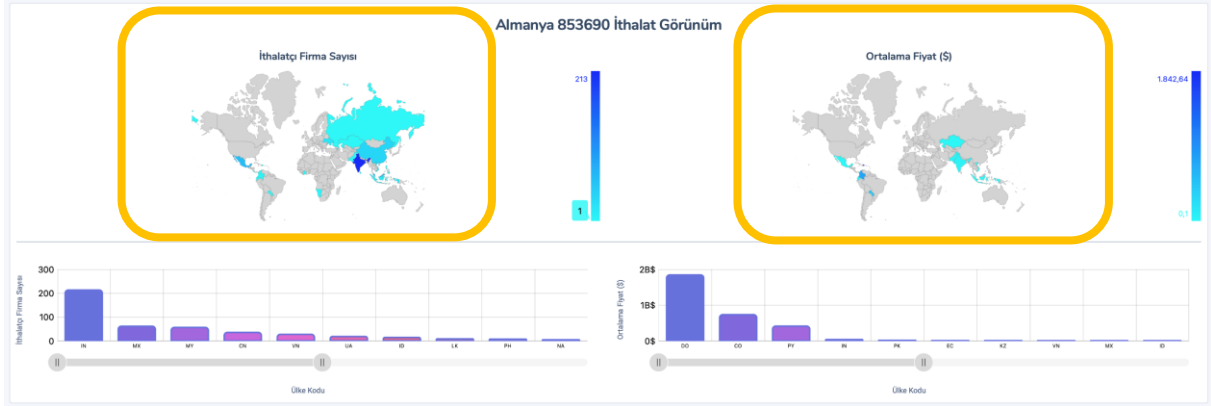 Almanya 853690 İthalat Görünüm
İthalatçı Firma Sayısı
213
1
Ortalama Fiyat ($)
1.842,64
0,1
İthalatçı Firma Sayısı
300
200
100
0
IN MX MY CN VN UA ID LK PH NA
Ülke Kodu
Ortalama Fiyat ($)
2B$
1B$
0$
DO CO PY IN PK EC KZ VN MX ID
Ülke Kodu